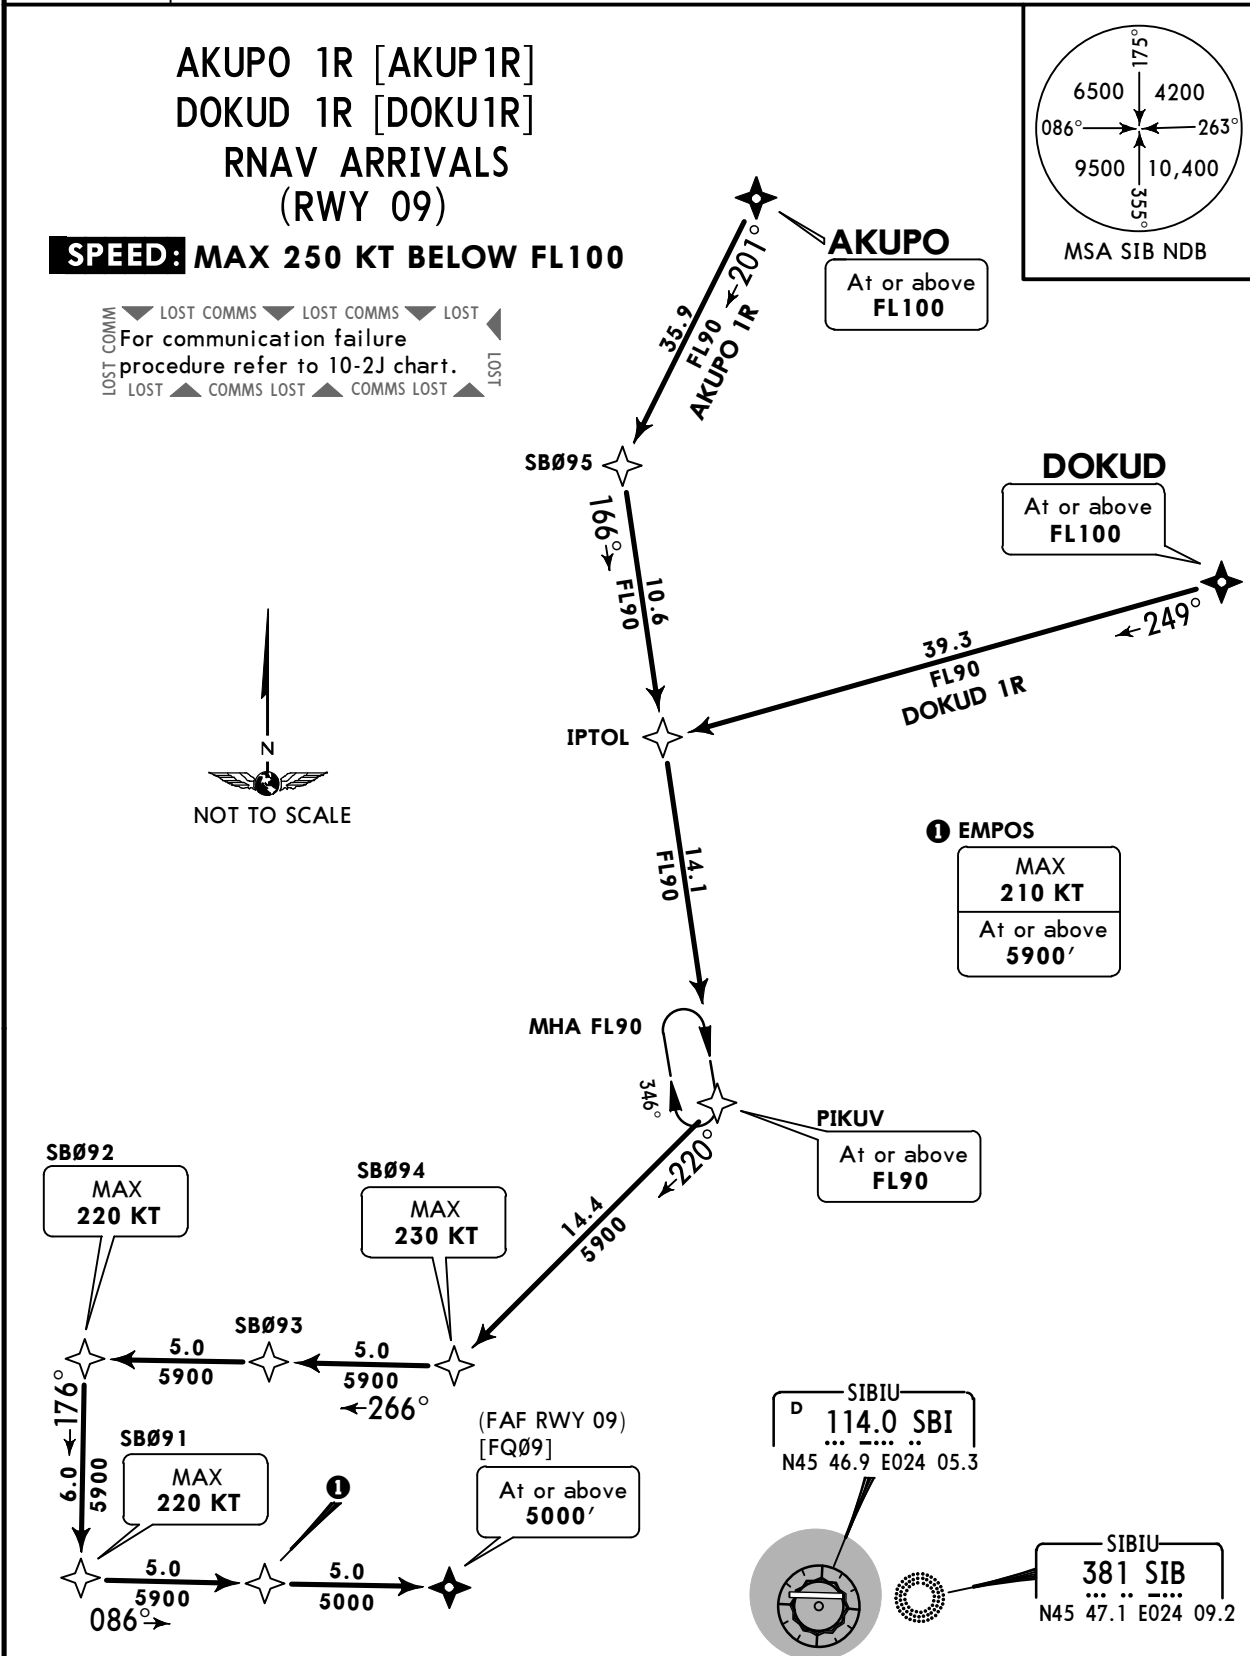 AKUPO 1R [AKUP1R]
DOKUD 1R [DOKU1R]
RNAV ARRIVALS
(RWY 09)
SPEED: MAX 250 KT BELOW FL100
LOST COMMS LOST COMMS LOST
LOST COMM
For communication failure
procedure refer to 10-2J chart.
LOST
LOST COMMS LOST COMMS LOST
175°
6500 4200
086° 263°
9500 10,400
355°
MSA SIB NDB
AKUPO
At or above
FL100
201°
35.9
FL90
AKUPO 1R
SBØ95
166°
10.6
FL90
DOKUD
At or above
FL100
249°
39.3
FL90
DOKUD 1R
IPTOL
N
NOT TO SCALE
14.1
FL90
1 EMPOS
MAX
210 KT
At or above
5900′
MHA FL90
346°
PIKUV
At or above
FL90
220°
14.4
5900
SBØ92
MAX
220 KT
SBØ94
MAX
230 KT
SBØ93
5.0
5900
5.0
5900
266°
176°
6.0
5900
SBØ91
MAX
220 KT
1
(FAF RWY 09)
[FQØ9]
At or above
5000′
5.0
5900
086°
5.0
5000
SIBIU
D 114.0 SBI
N45 46.9 E024 05.3
SIBIU
381 SIB
N45 47.1 E024 09.2